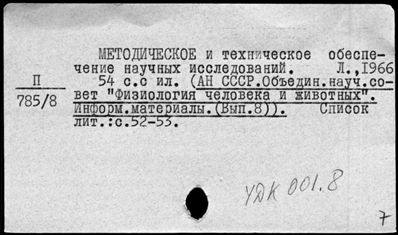 МЕТОДИЧЕСКОЕ и техническое обеспе-
чение научных исследований. Л., 1966
54 с.с ил. (АН СССР.Объедин.науч.со-
вет "Физиология человека и животных".
Информ.материалы.(Вып.8)). Список
лит.:с.52-53.
П
785/8
УДК 001.8
7